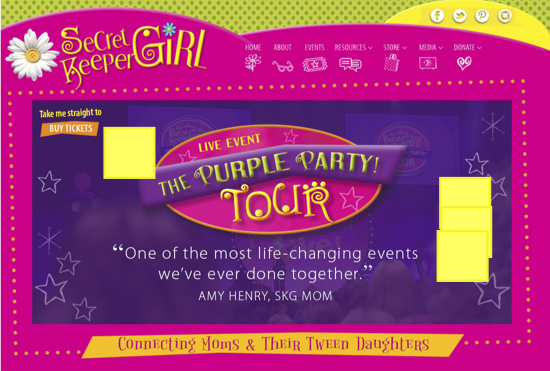 Secret
Keeper GiRL
HOME ABOUT EVENTS RESOURCES STORE MEDIA DONATE
Take me straight to
BUY TICKETS
LIVE EVENT
THE PURPLE PARTY!
TOUR
“One of the most life-changing events
we’ve ever done together.”
AMY HENRY, SKG MOM
Connecting Moms & Their Tween Daughters